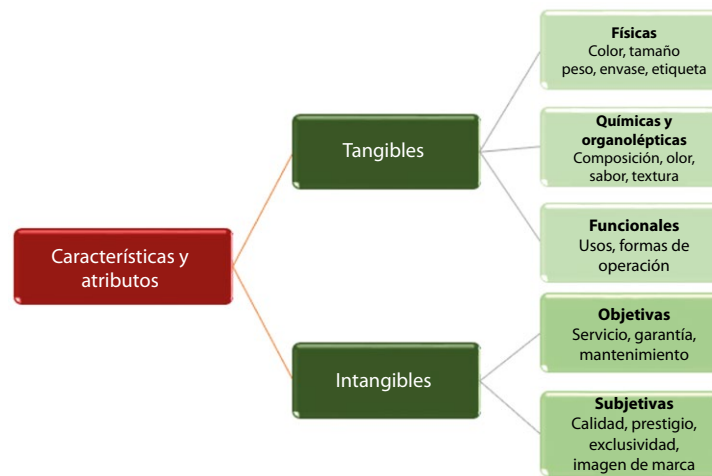 Características y
atributos
Tangibles
Físicas
Color, tamaño
peso, envase, etiqueta
Químicas y
organolépticas
Composición, olor,
sabor, textura
Funcionales
Usos, formas de
operación
Intangibles
Objetivas
Servicio, garantía,
mantenimiento
Subjetivas
Calidad, prestigio,
exclusividad,
imagen de marca